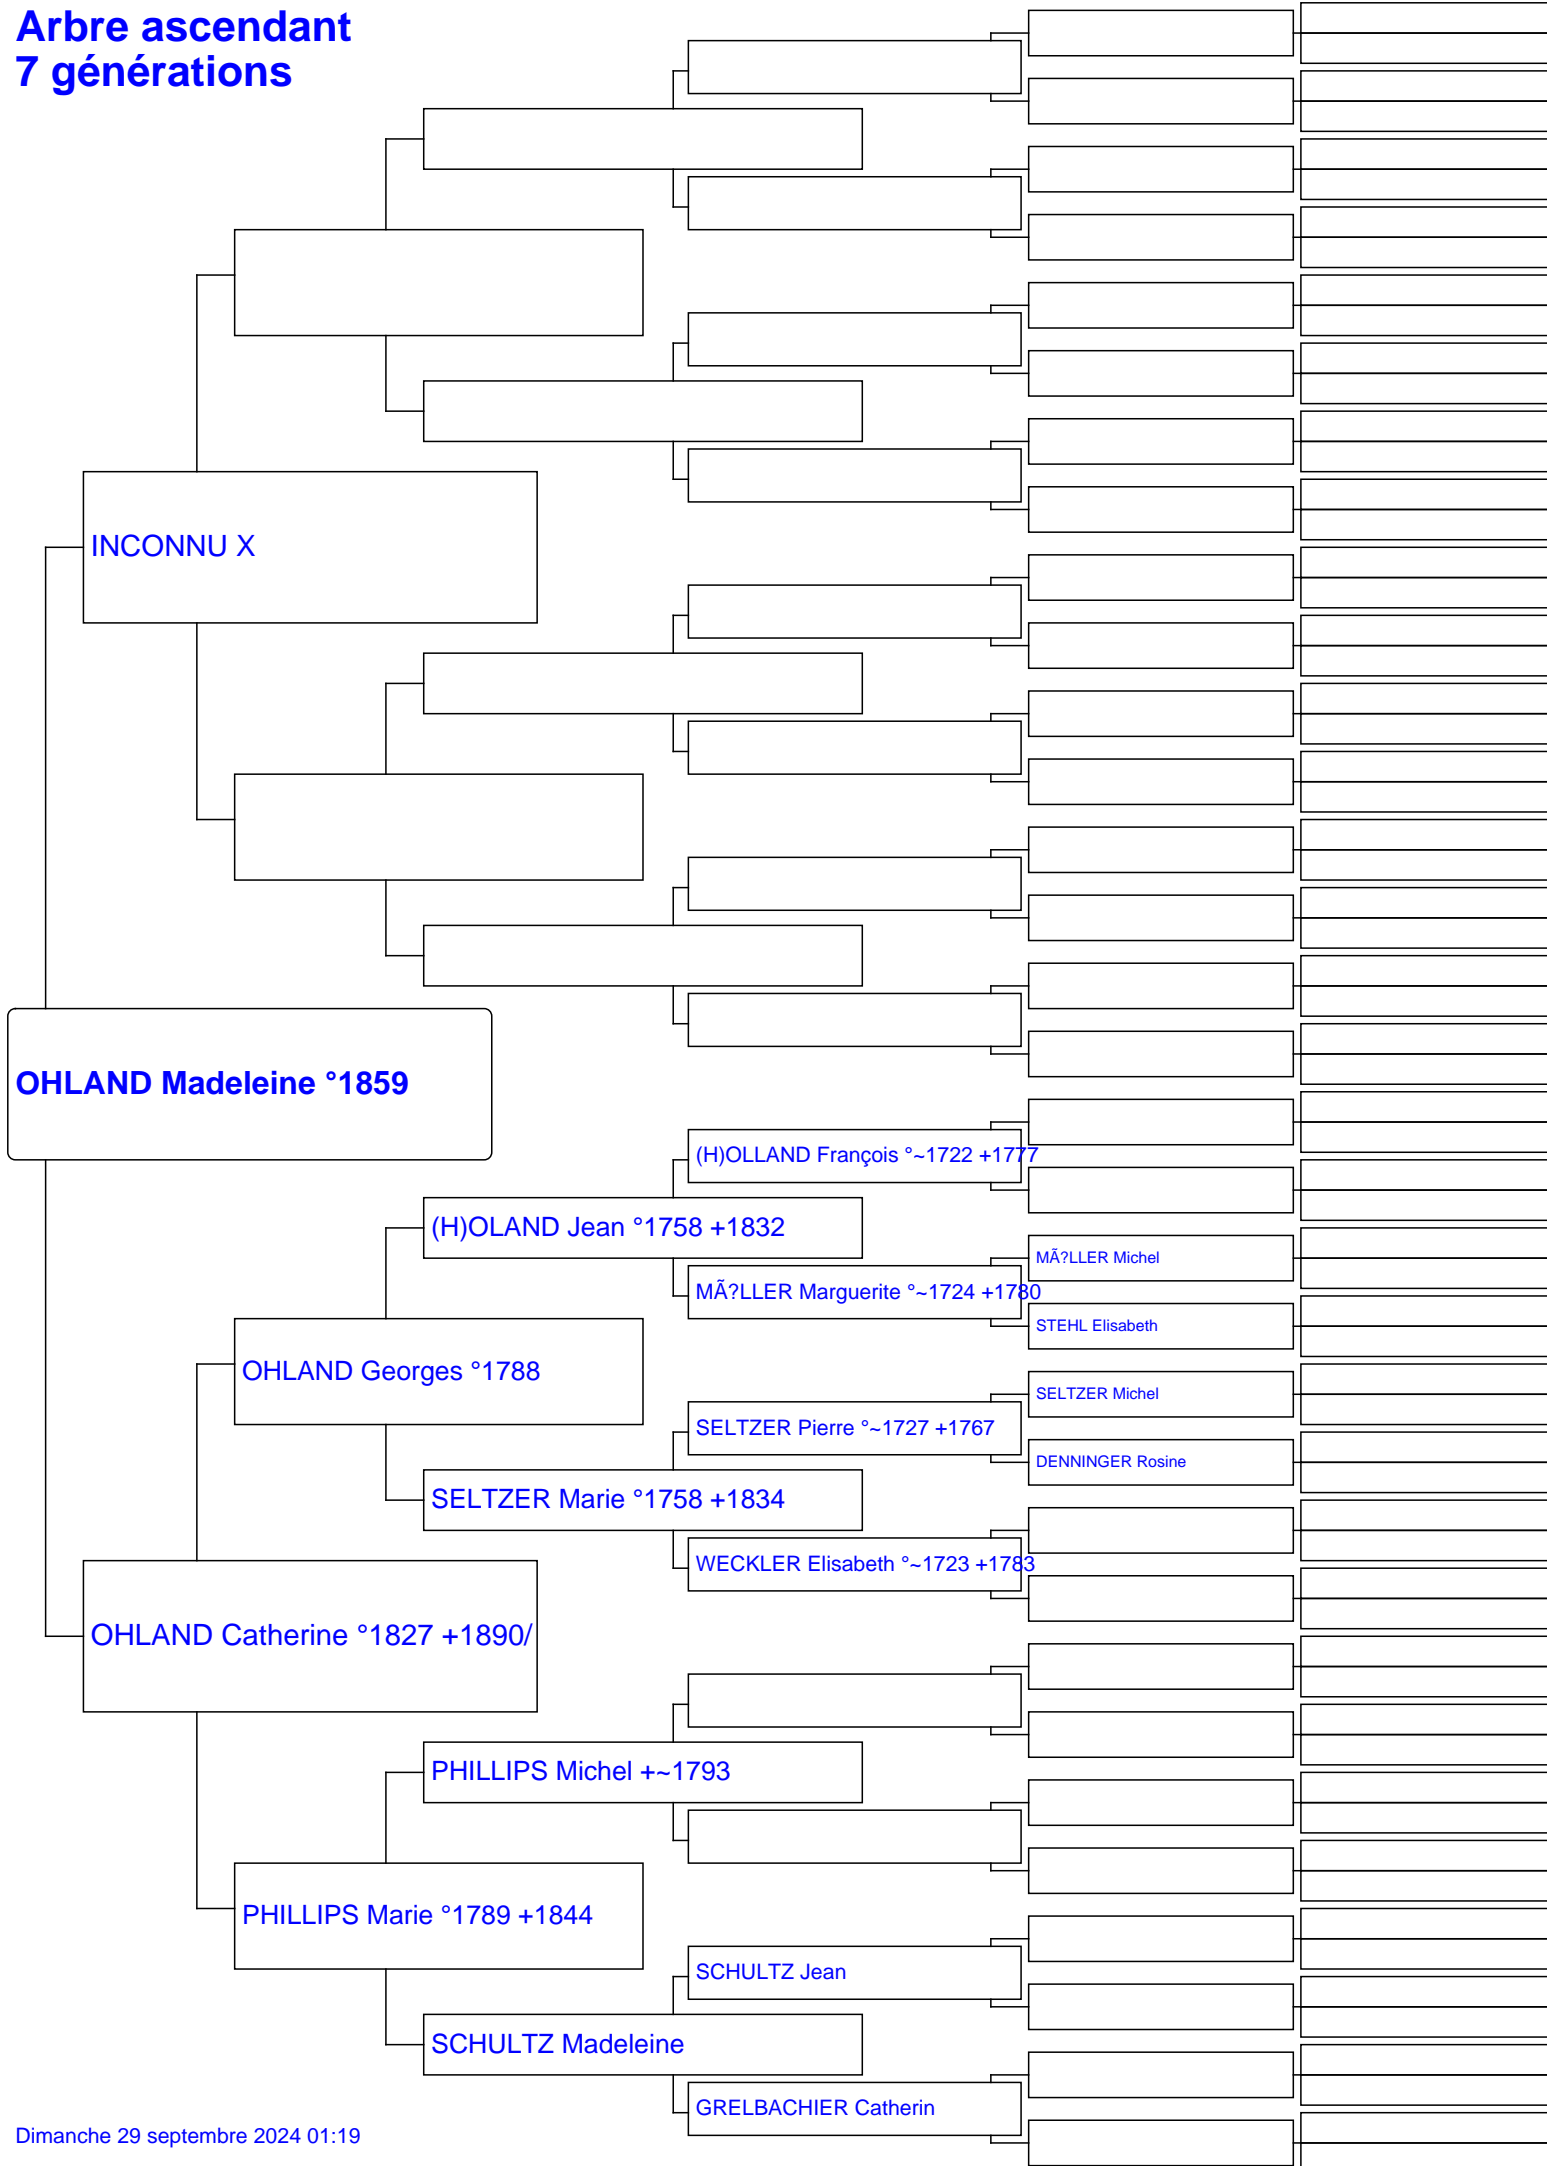 Arbre ascendant
7 générations
INCONNU X
OHLAND Madeleine °1859
(H)OLLAND François °~1722 +1777
(H)OLAND Jean °1758 +1832
MÃ?LLER Michel
MÃ?LLER Marguerite °~1724 +1780
STEHL Elisabeth
OHLAND Georges °1788
SELTZER Michel
SELTZER Pierre °~1727 +1767
DENNINGER Rosine
SELTZER Marie °1758 +1834
WECKLER Elisabeth °~1723 +1783
OHLAND Catherine °1827 +1890/
PHILLIPS Michel +~1793
PHILLIPS Marie °1789 +1844
SCHULTZ Jean
SCHULTZ Madeleine
GRELBACHIER Catherin
Dimanche 29 septembre 2024 01:19